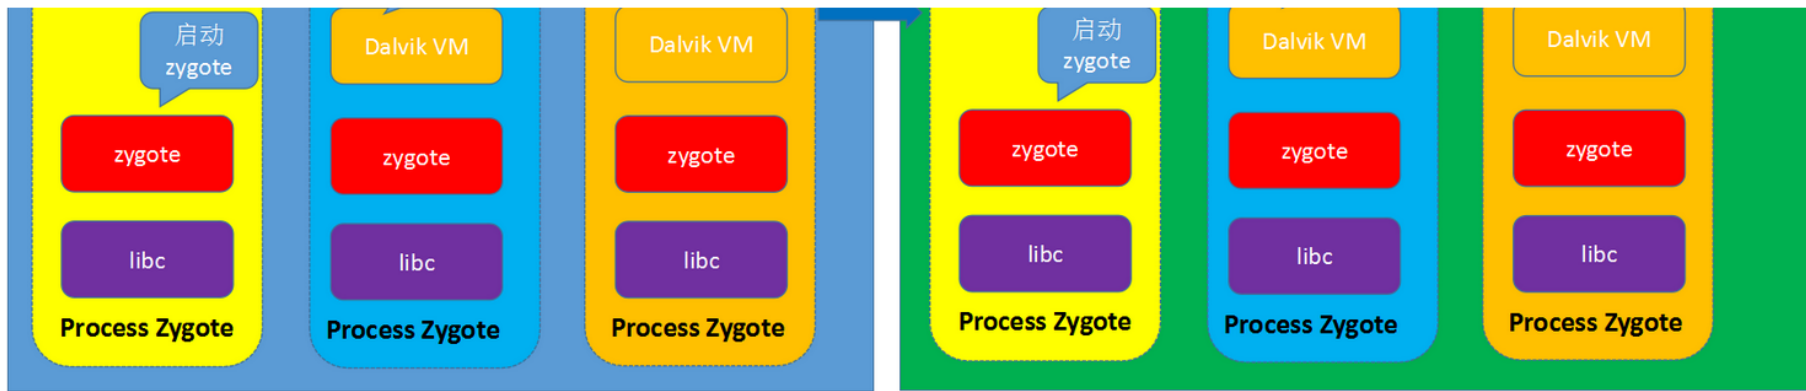 启动
zygote
Dalvik VM
Dalvik VM
zygote
zygote
zygote
libc
libc
libc
Process Zygote
Process Zygote
Process Zygote
启动
zygote
Dalvik VM
Dalvik VM
zygote
zygote
zygote
libc
libc
libc
Process Zygote
Process Zygote
Process Zygote